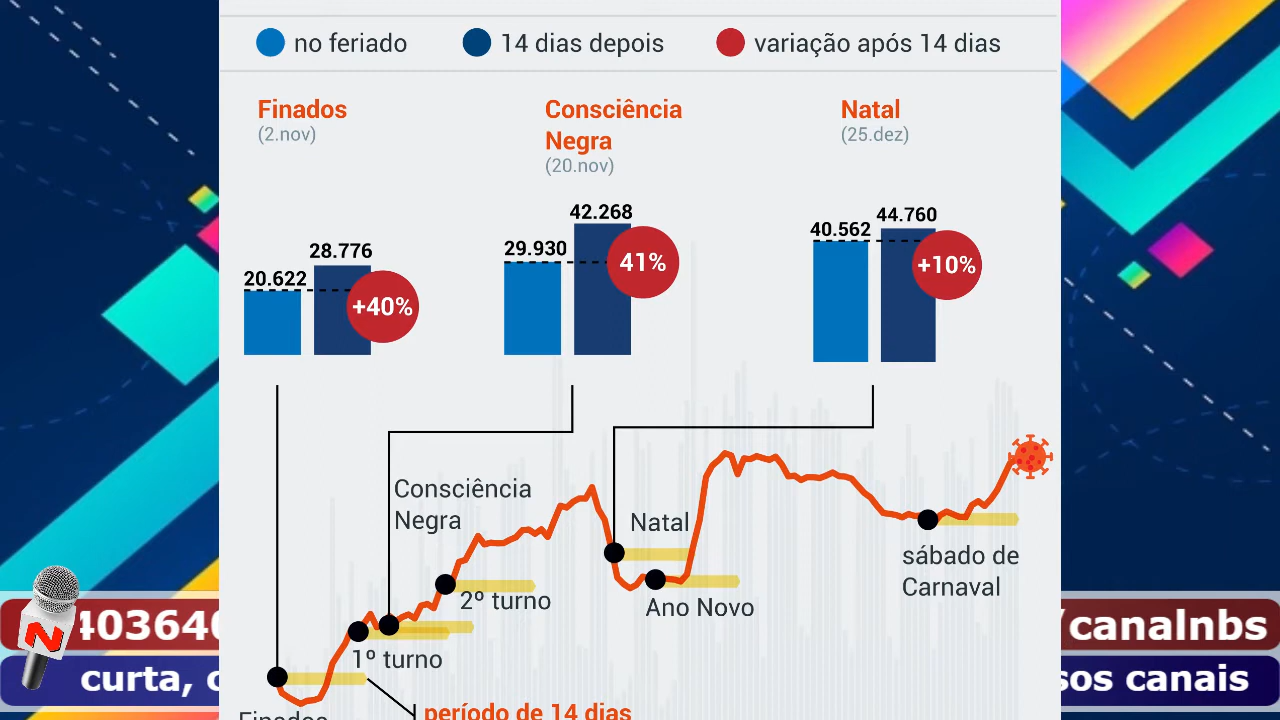 no feriado
14 dias depois
variação após 14 dias
Finados
(2.nov)
Consciência
Negra
(20.nov)
Natal
(25.dez)
20.622
28.776
+40%
29.930
42.268
41%
40.562
44.760
+10%
Consciência
Negra
Natal
sábado de
Carnaval
2º turno
Ano Novo
1º turno
período de 14 dias
Finados
40364
/canalnbs
N
curta, c
sos canais